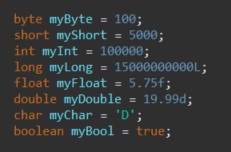 byte myByte = 100;
short myShort = 5000;
int myInt = 100000;
long myLong = 15000000000L;
float myFloat = 5.75f;
double myDouble = 19.99d;
char myChar = 'D';
boolean myBool = true;